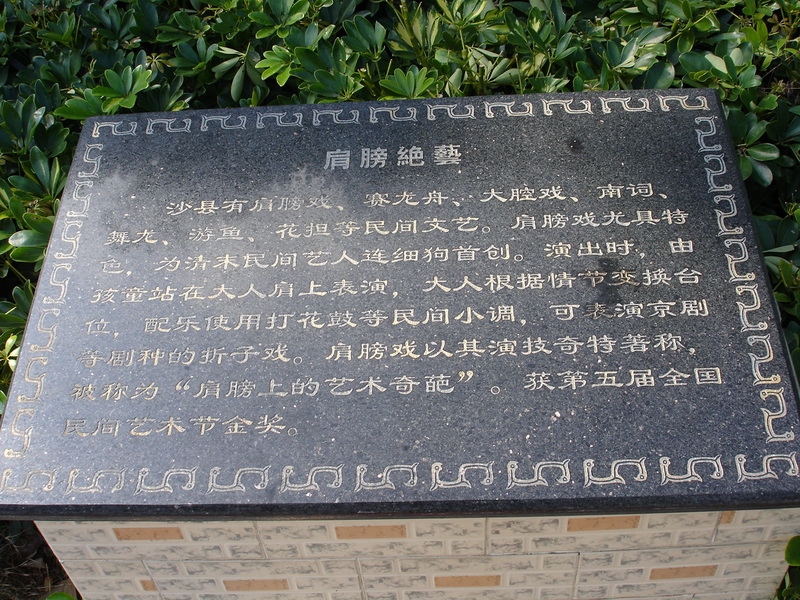 肩膀絕藝
沙县有肩膀戏、赛龙舟、大腔戏、南词、
舞龙、游鱼、花担等民间文艺。肩膀戏尤具特
色，为清末民间艺人连细狗首创。演出时，由
孩童站在大人肩上表演，大人根据情节变换台
位，配乐使用打花鼓等民间小调，可表演京剧
等剧种的折子戏。肩膀戏以其演技奇特著称，
被称为“肩膀上的艺术奇葩”。获第五届全国
民间艺术节金奖。